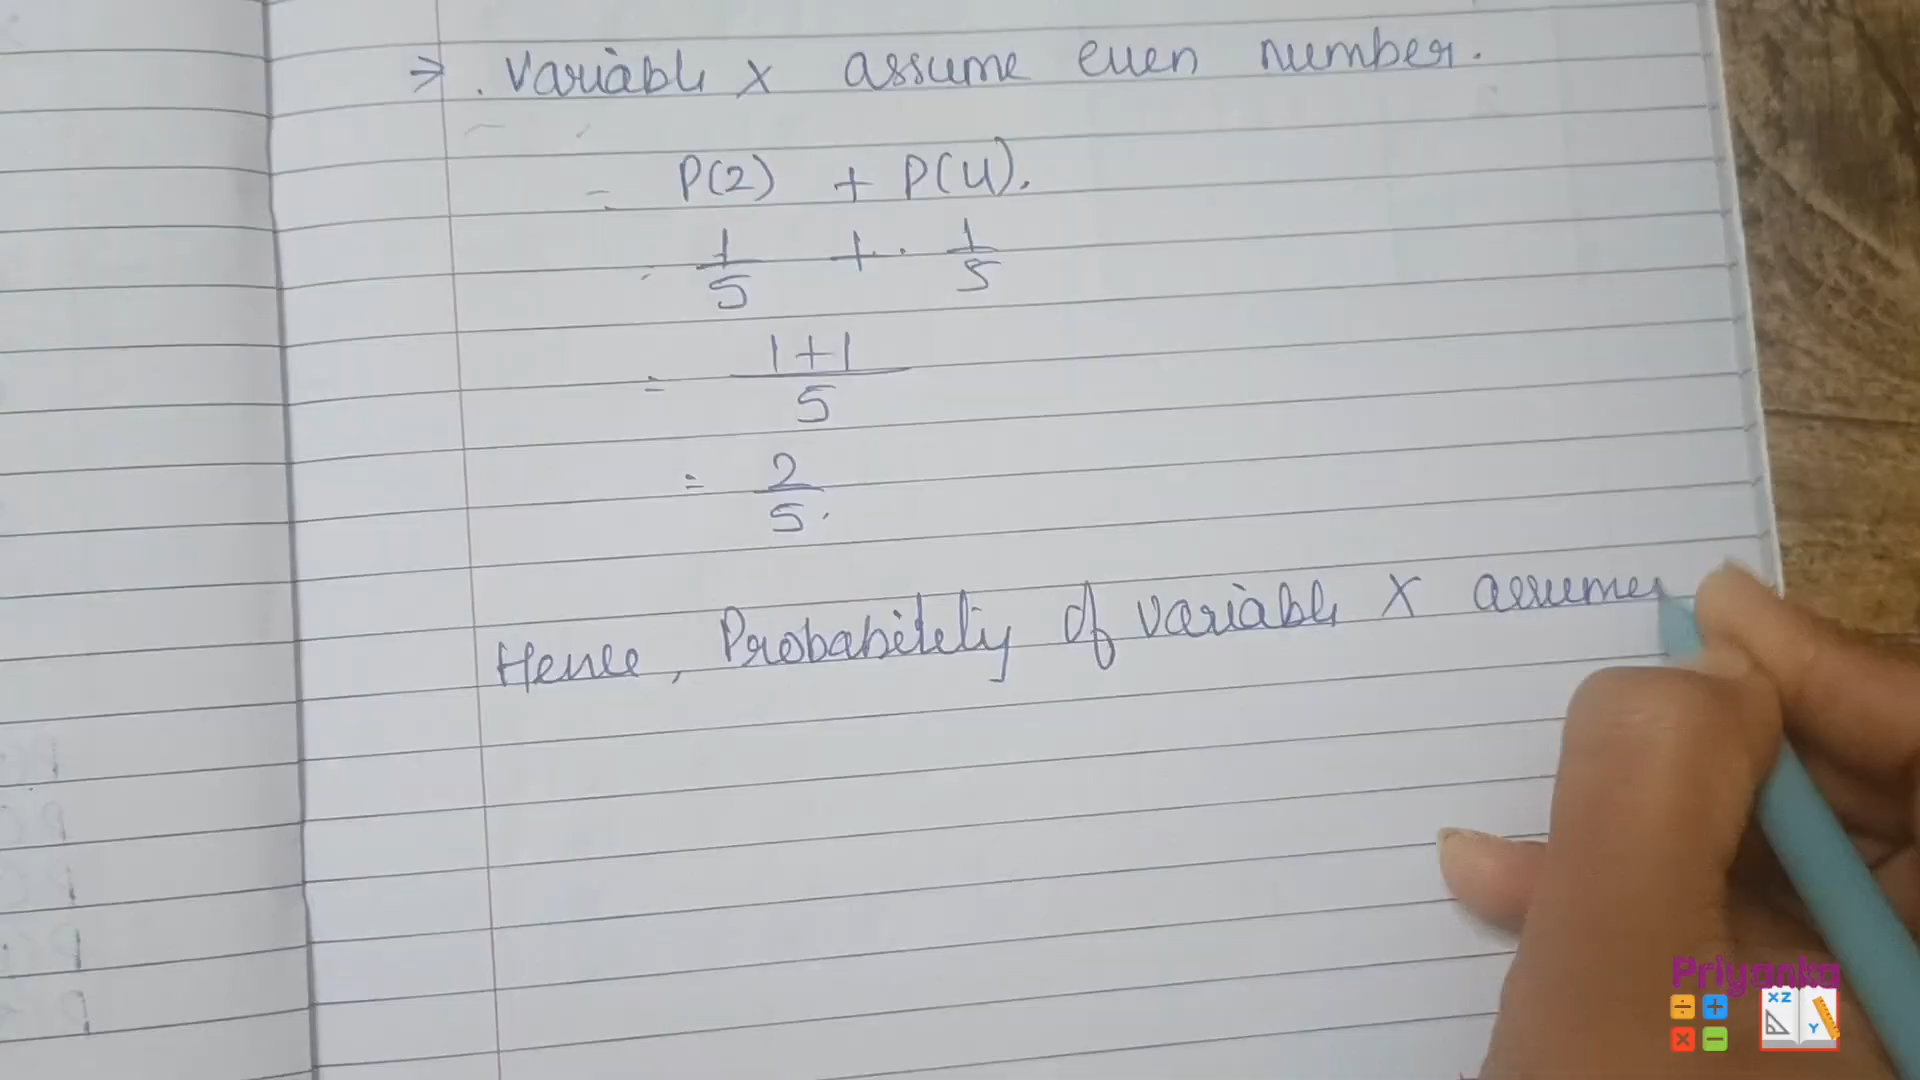 ⇒ . Variable X assume even number.
= P(2) + P(4).
1/5 + 1/5
= 1+1/5
= 2/5.
Hence, Probability of variable X assumes
Priyanka
XZ
Y